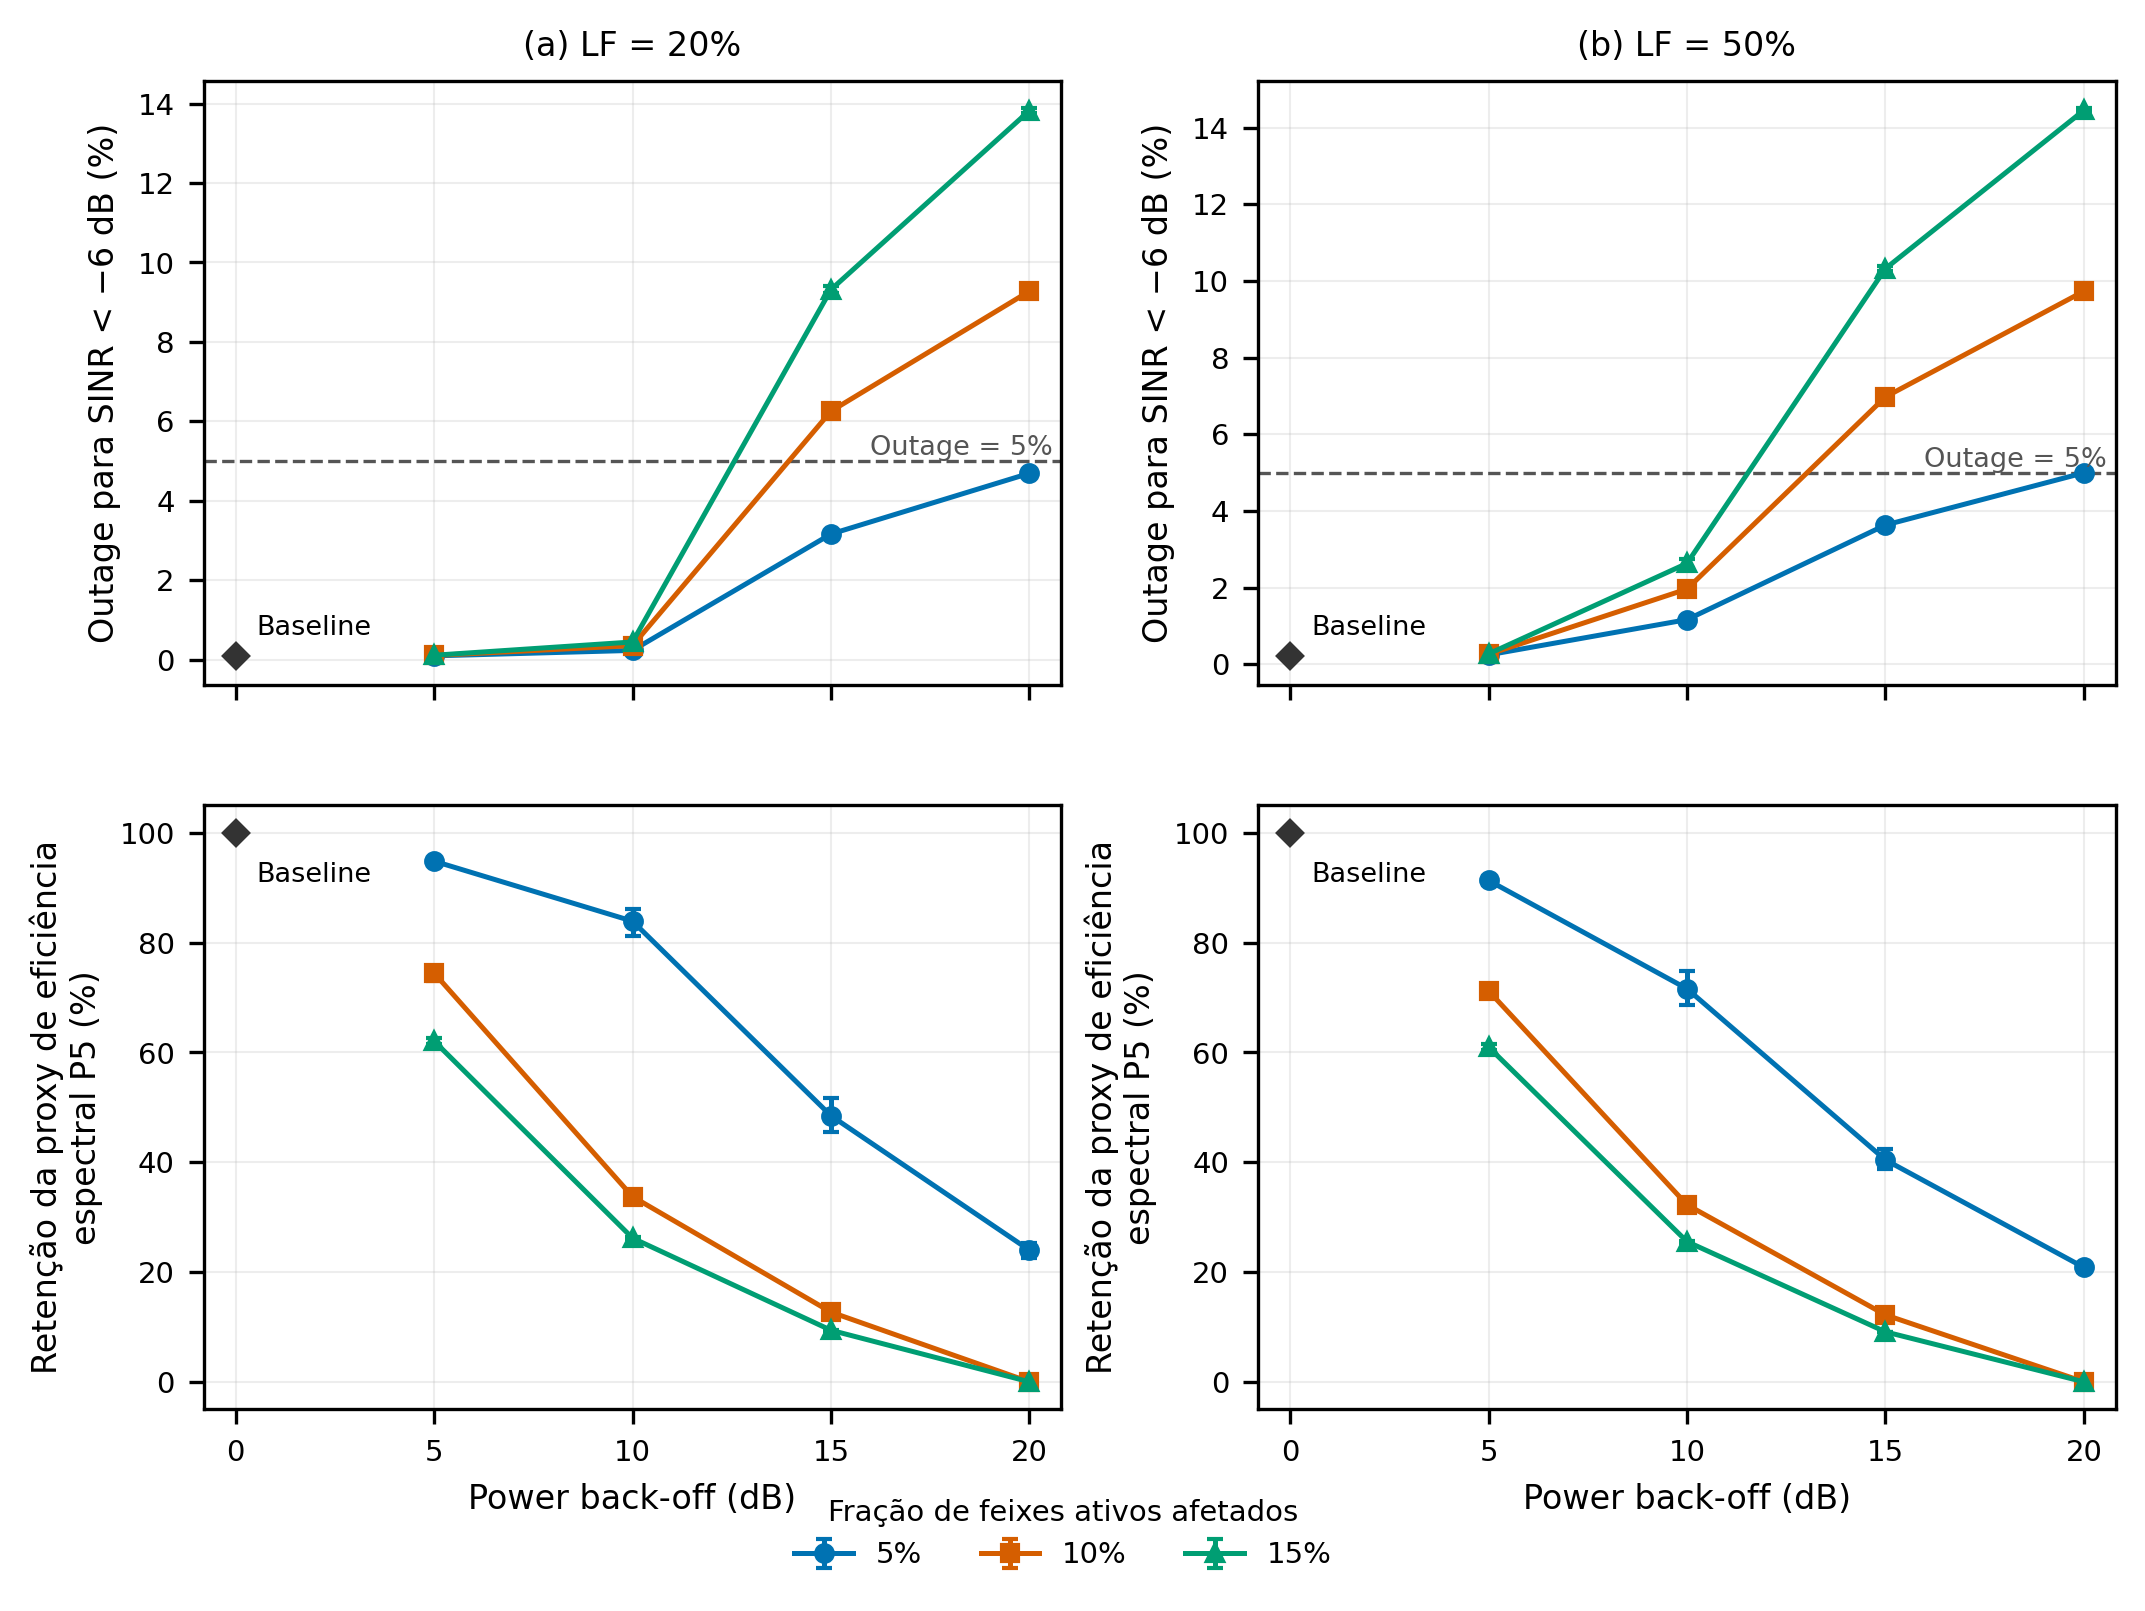 (a) LF = 20%
(b) LF = 50%
Outage para SINR < −6 dB (%)
14
12
10
8
6
4
2
0
Outage = 5%
Baseline
Outage para SINR < −6 dB (%)
14
12
10
8
6
4
2
0
Outage = 5%
Baseline
Retenção da proxy de eficiência
espectral P5 (%)
100
80
60
40
20
0
Baseline
0 5 10 15 20
Power back-off (dB)
Retenção da proxy de eficiência
espectral P5 (%)
100
80
60
40
20
0
Baseline
0 5 10 15 20
Power back-off (dB)
Fração de feixes ativos afetados
5% 10% 15%